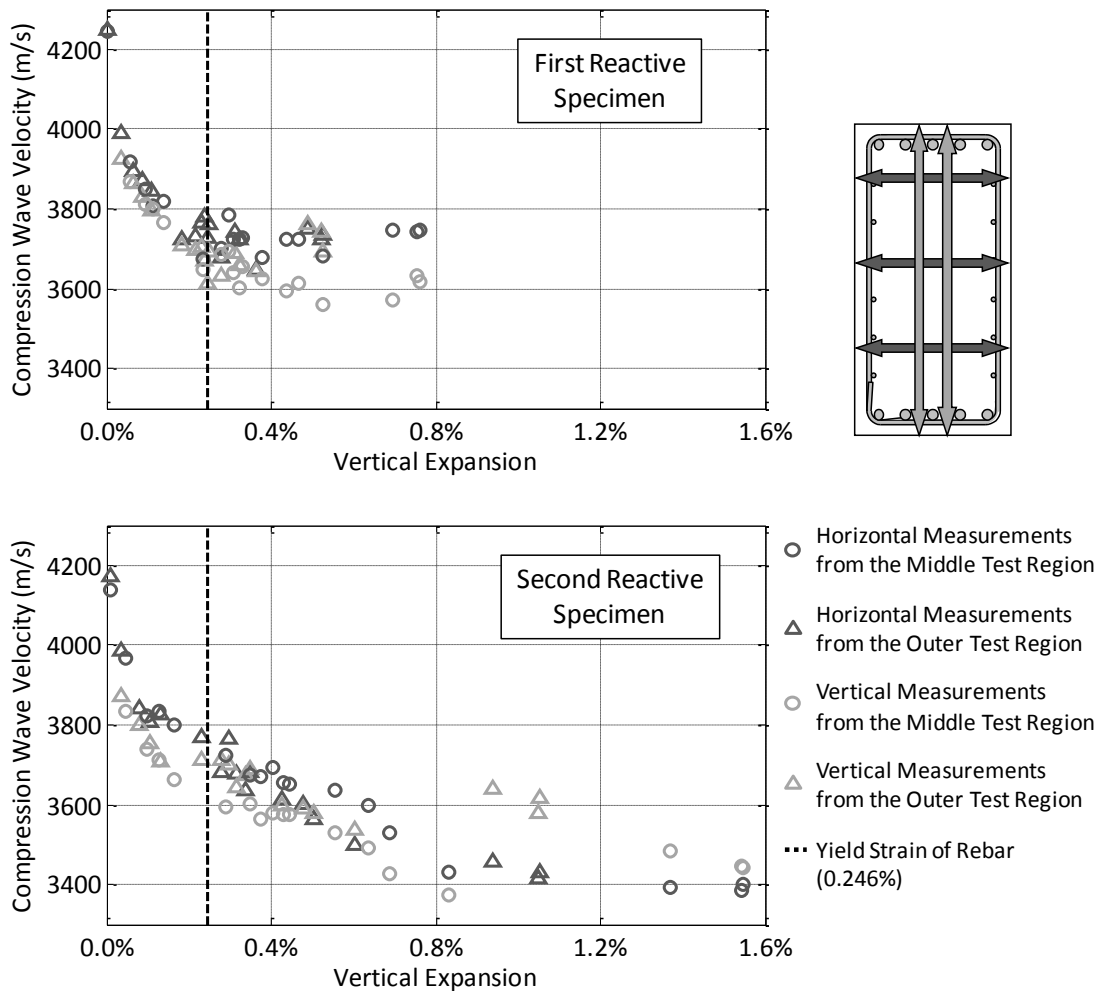 Compression Wave Velocity (m/s)
4200
4000
3800
3600
3400
First Reactive
Specimen
0.0%
0.4%
0.8%
1.2%
1.6%
Vertical Expansion
Compression Wave Velocity (m/s)
4200
4000
3800
3600
3400
Second Reactive
Specimen
0.0%
0.4%
0.8%
1.2%
1.6%
Vertical Expansion
Horizontal Measurements
from the Middle Test Region
Horizontal Measurements
from the Outer Test Region
Vertical Measurements
from the Middle Test Region
Vertical Measurements
from the Outer Test Region
Yield Strain of Rebar
(0.246%)